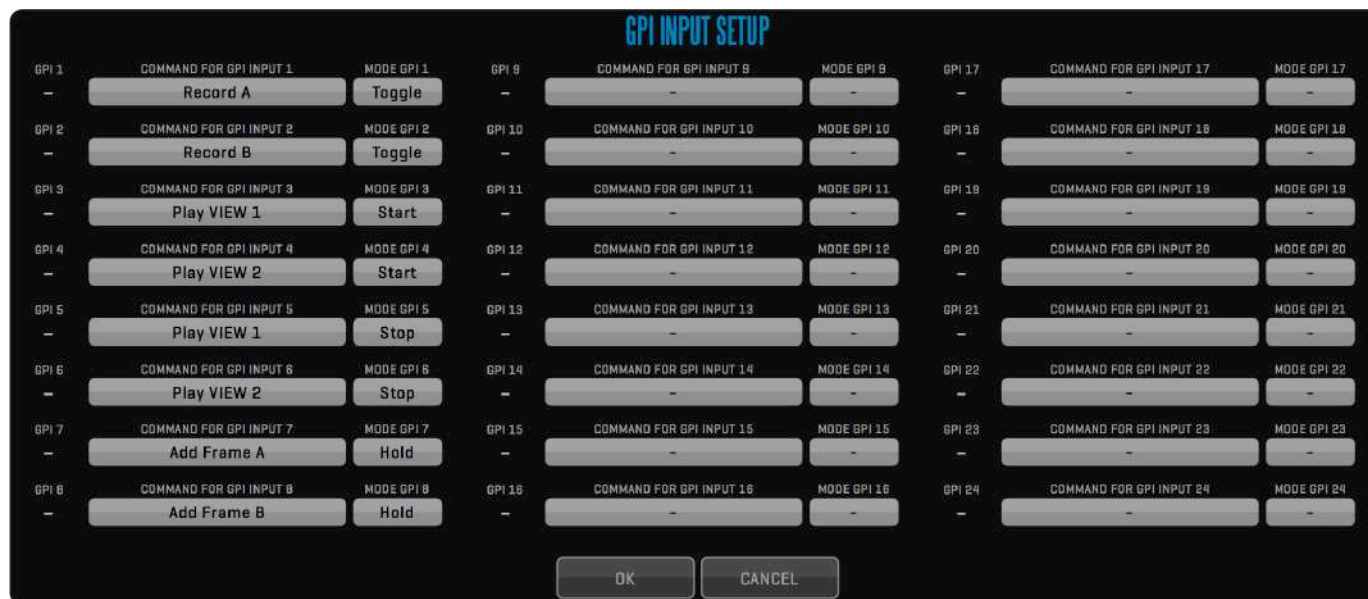 GPI INPUT SETUP
GPI 1 COMMAND FOR GPI INPUT 1 MODE GPI 1 GPI 9 COMMAND FOR GPI INPUT 9 MODE GPI 9 GPI 17 COMMAND FOR GPI INPUT 17 MODE GPI 17
– Record A Toggle – - - – - -
GPI 2 COMMAND FOR GPI INPUT 2 MODE GPI 2 GPI 10 COMMAND FOR GPI INPUT 10 MODE GPI 10 GPI 18 COMMAND FOR GPI INPUT 18 MODE GPI 18
– Record B Toggle – - - – - -
GPI 3 COMMAND FOR GPI INPUT 3 MODE GPI 3 GPI 11 COMMAND FOR GPI INPUT 11 MODE GPI 11 GPI 19 COMMAND FOR GPI INPUT 19 MODE GPI 19
– Play VIEW 1 Start – - - – - -
GPI 4 COMMAND FOR GPI INPUT 4 MODE GPI 4 GPI 12 COMMAND FOR GPI INPUT 12 MODE GPI 12 GPI 20 COMMAND FOR GPI INPUT 20 MODE GPI 20
– Play VIEW 2 Start – - - – - -
GPI 5 COMMAND FOR GPI INPUT 5 MODE GPI 5 GPI 13 COMMAND FOR GPI INPUT 13 MODE GPI 13 GPI 21 COMMAND FOR GPI INPUT 21 MODE GPI 21
– Play VIEW 1 Stop – - - – - -
GPI 6 COMMAND FOR GPI INPUT 6 MODE GPI 6 GPI 14 COMMAND FOR GPI INPUT 14 MODE GPI 14 GPI 22 COMMAND FOR GPI INPUT 22 MODE GPI 22
– Play VIEW 2 Stop – - - – - -
GPI 7 COMMAND FOR GPI INPUT 7 MODE GPI 7 GPI 15 COMMAND FOR GPI INPUT 15 MODE GPI 15 GPI 23 COMMAND FOR GPI INPUT 23 MODE GPI 23
– Add Frame A Hold – - - – - -
GPI 8 COMMAND FOR GPI INPUT 8 MODE GPI 8 GPI 16 COMMAND FOR GPI INPUT 16 MODE GPI 16 GPI 24 COMMAND FOR GPI INPUT 24 MODE GPI 24
– Add Frame B Hold – - - – - -
OK CANCEL